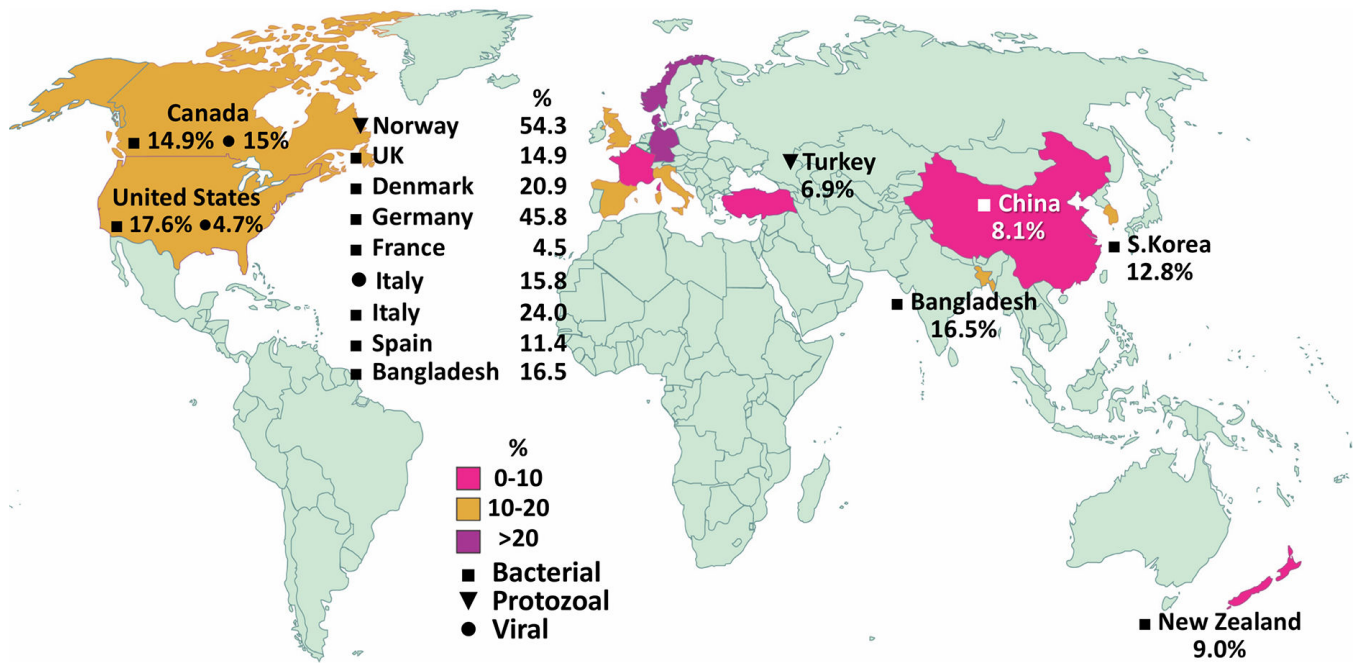 Canada
14.9% 15%
United States
17.6% 4.7%
%
Norway 54.3
UK 14.9
Denmark 20.9
Germany 45.8
France 4.5
Italy 15.8
Italy 24.0
Spain 11.4
Bangladesh 16.5
Turkey
6.9%
China
8.1%
S.Korea
12.8%
Bangladesh
16.5%
%
0-10
10-20
>20
Bacterial
Protozoal
Viral
New Zealand
9.0%